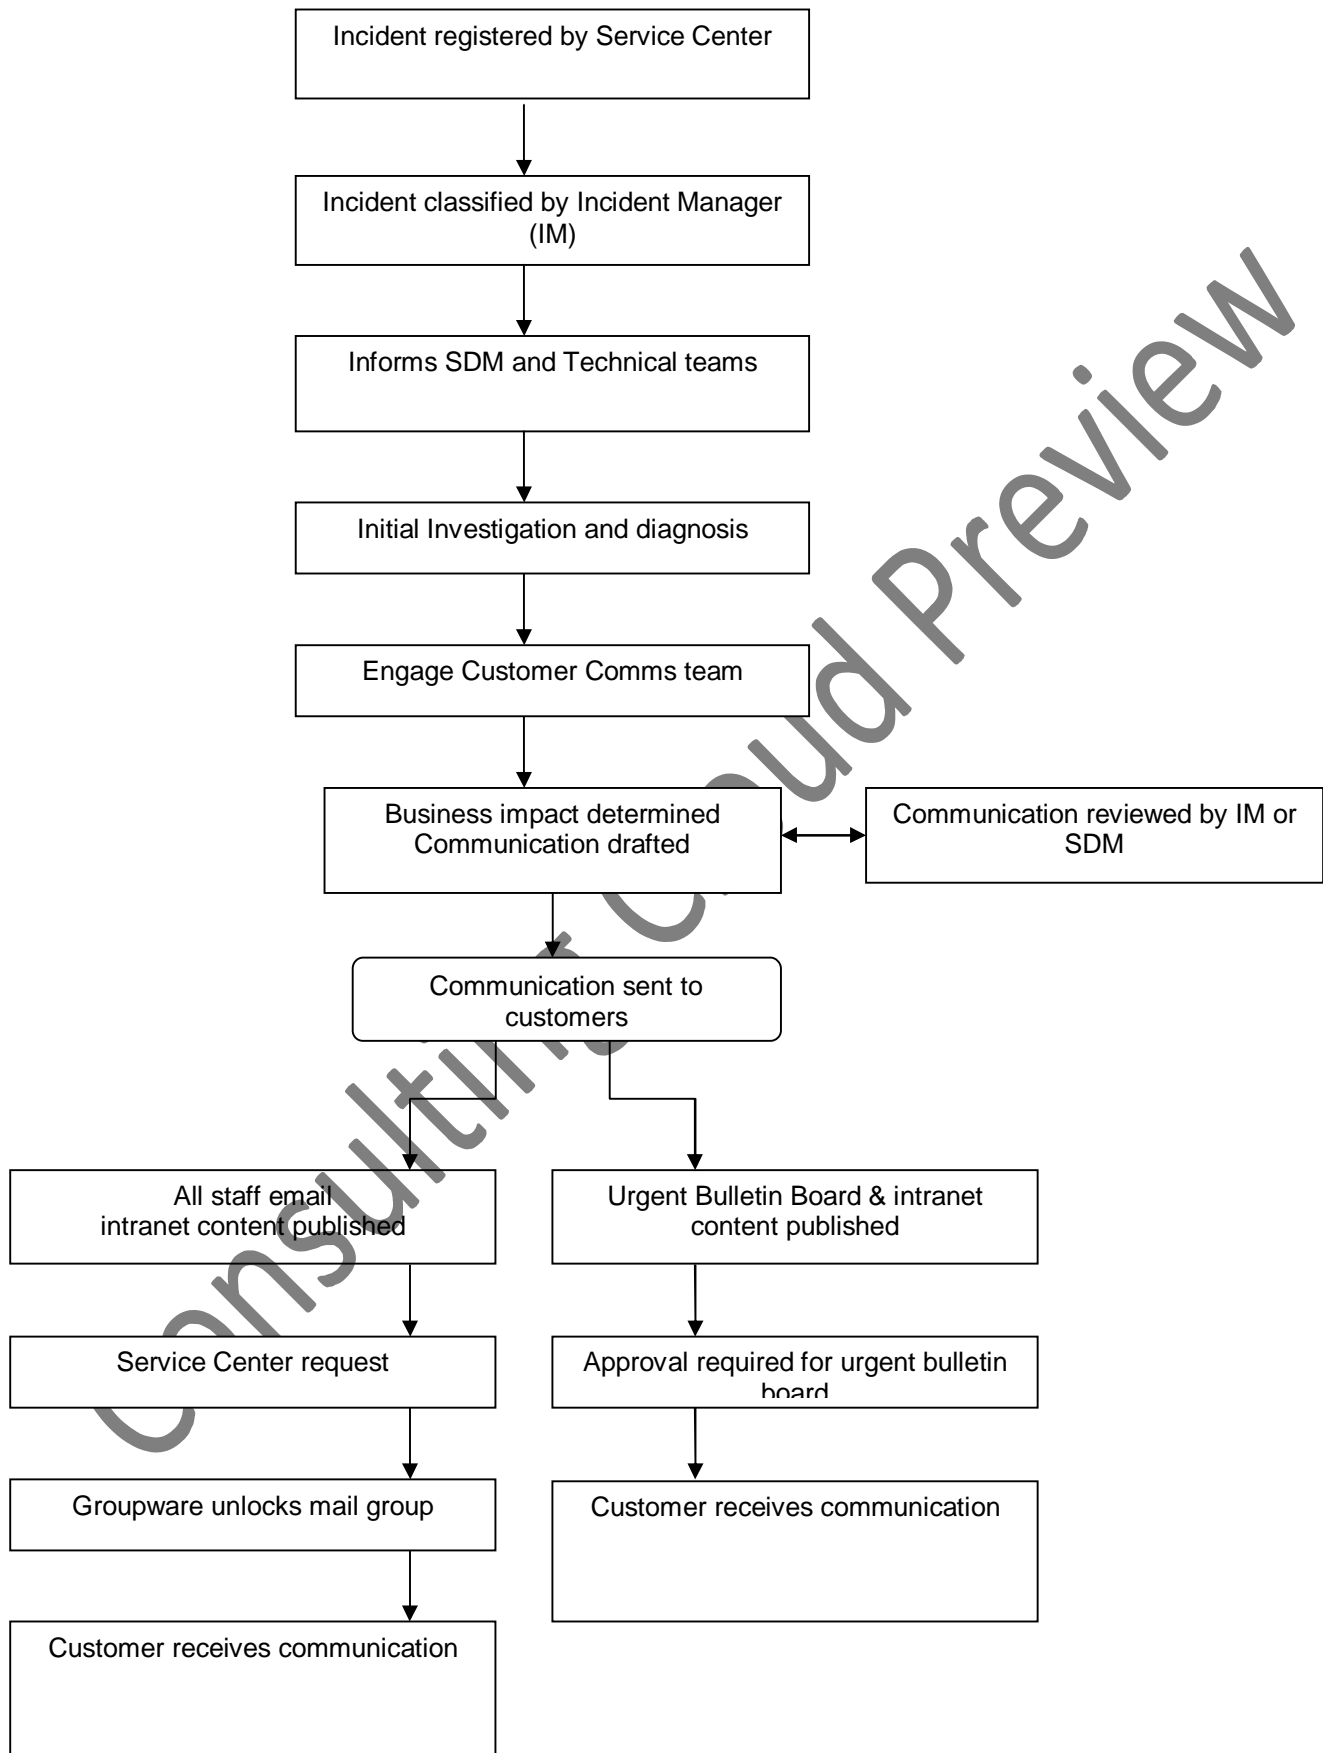 Incident registered by Service Center
Incident classified by Incident Manager
(IM)
Informs SDM and Technical teams
Initial Investigation and diagnosis
Engage Customer Comms team
Business impact determined
Communication drafted
Communication reviewed by IM or
SDM
Communication sent to
customers
All staff email
intranet content published
Urgent Bulletin Board & intranet
content published
Service Center request
Approval required for urgent bulletin
board
Groupware unlocks mail group
Customer receives communication
Customer receives communication
Consulting Cloud Preview